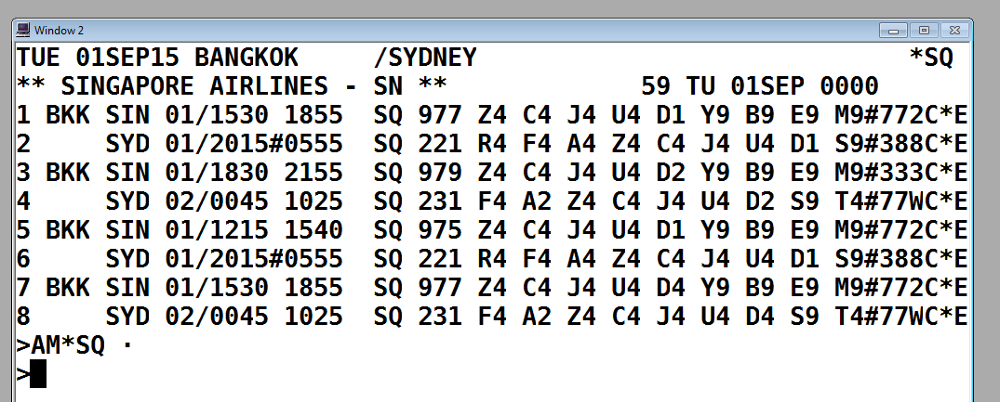 Window 2
TUE 01SEP15 BANGKOK     /SYDNEY                             *SQ
** SINGAPORE AIRLINES - SN **             59 TU 01SEP 0000
1 BKK SIN 01/1530 1855  SQ 977 Z4 C4 J4 U4 D1 Y9 B9 E9 M9#772C*E
2     SYD 01/2015#0555  SQ 221 R4 F4 A4 Z4 C4 J4 U4 D1 S9#388C*E
3 BKK SIN 01/1830 2155  SQ 979 Z4 C4 J4 U4 D2 Y9 B9 E9 M9#333C*E
4     SYD 02/0045 1025  SQ 231 F4 A2 Z4 C4 J4 U4 D2 S9 T4#77WC*E
5 BKK SIN 01/1215 1540  SQ 975 Z4 C4 J4 U4 D1 Y9 B9 E9 M9#772C*E
6     SYD 01/2015#0555  SQ 221 R4 F4 A4 Z4 C4 J4 U4 D1 S9#388C*E
7 BKK SIN 01/1530 1855  SQ 977 Z4 C4 J4 U4 D4 Y9 B9 E9 M9#772C*E
8     SYD 02/0045 1025  SQ 231 F4 A2 Z4 C4 J4 U4 D4 S9 T4#77WC*E
>AM*SQ ·
>